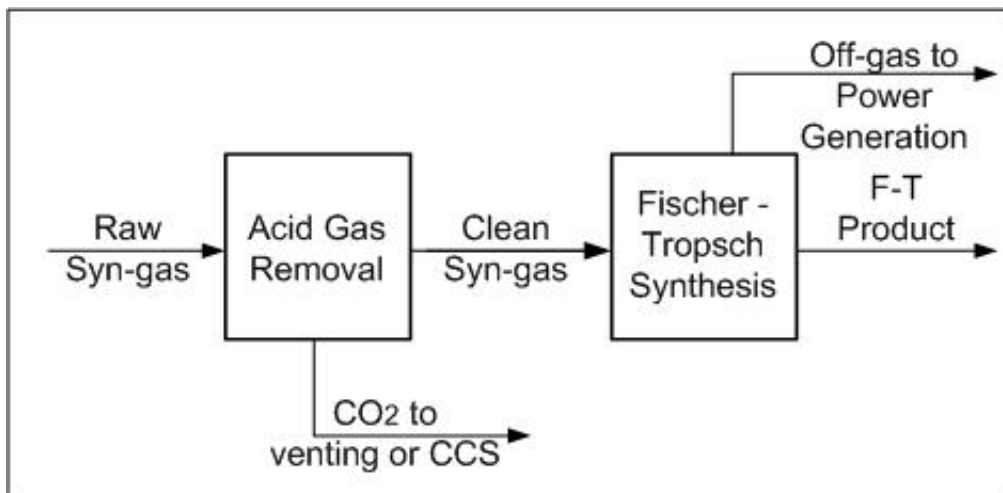 Off-gas to
Power
Generation
Raw
Syn-gas
Acid Gas
Removal
Clean
Syn-gas
Fischer -
Tropsch
Synthesis
F-T
Product
CO2 to
venting or CCS